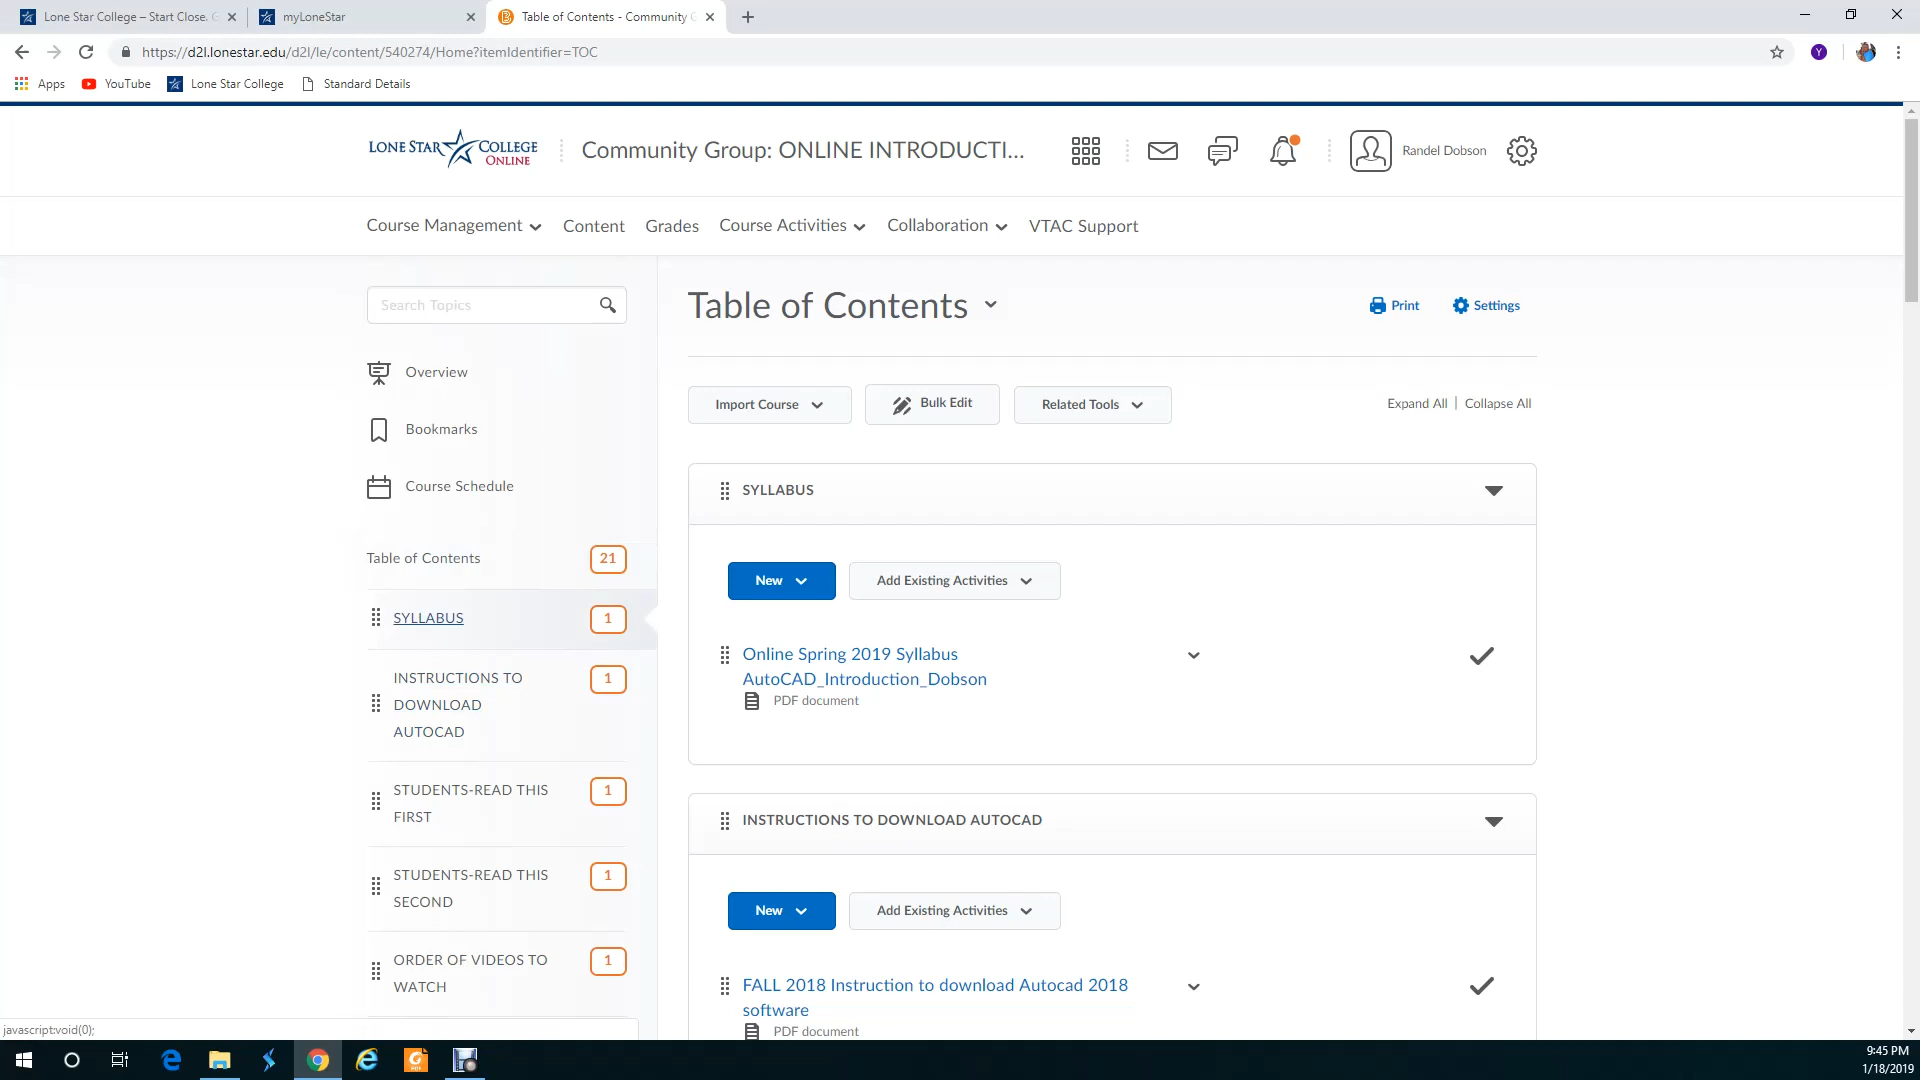 Lone Star College – Start Close. G
myLoneStar
Table of Contents - Community G
https://d2l.lonestar.edu/d2l/le/content/540274/Home?itemIdentifier=TOC
Y
Apps
YouTube
Lone Star College
Standard Details
LONE STAR COLLEGE
ONLINE
Community Group: ONLINE INTRODUCTI...
Randel Dobson
Course Management
Content
Grades
Course Activities
Collaboration
VTAC Support
Search Topics
Overview
Bookmarks
Course Schedule
Table of Contents
21
SYLLABUS
1
INSTRUCTIONS TO
DOWNLOAD
AUTOCAD
1
STUDENTS-READ THIS
FIRST
1
STUDENTS-READ THIS
SECOND
1
ORDER OF VIDEOS TO
WATCH
1
Table of Contents
Print
Settings
Import Course
Bulk Edit
Related Tools
Expand All | Collapse All
SYLLABUS
New
Add Existing Activities
Online Spring 2019 Syllabus
AutoCAD_Introduction_Dobson
PDF document
INSTRUCTIONS TO DOWNLOAD AUTOCAD
New
Add Existing Activities
FALL 2018 Instruction to download Autocad 2018
software
PDF document
javascript:void(0);
9:45 PM
1/18/2019